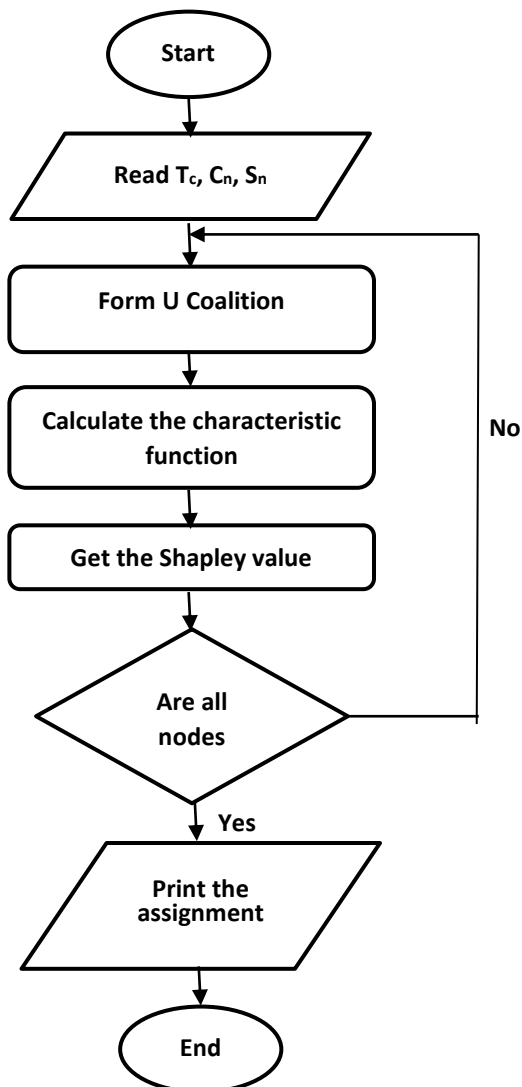 Start
Read Tc, Cn, Sn
Form U Coalition
Calculate the characteristic
function
No
Get the Shapley value
Are all
nodes
Yes
Print the
assignment
End